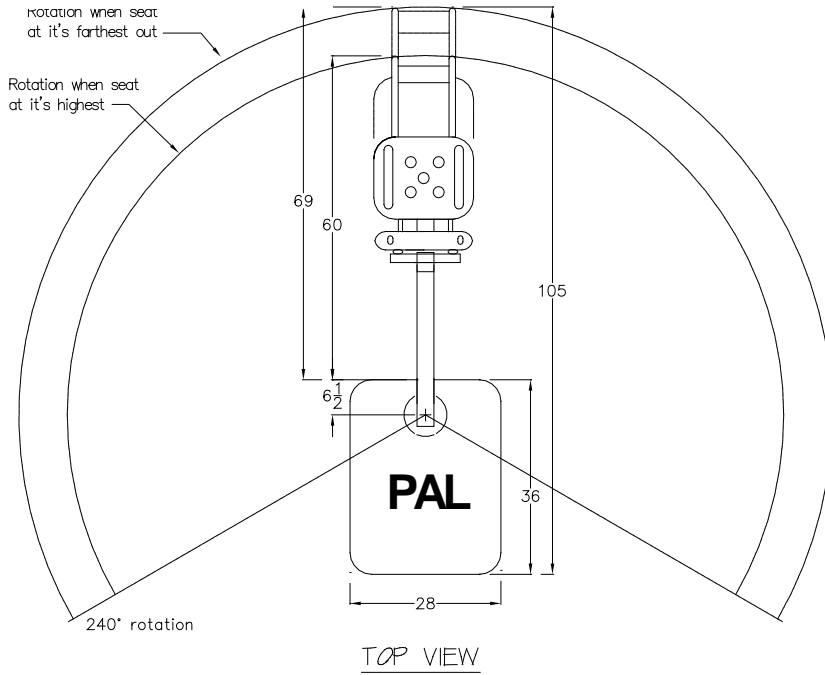 Rotation when seat
at it's farthest out
Rotation when seat
at it's highest
69
60
105
6 1/2
36
PAL
28
240° rotation
TOP VIEW